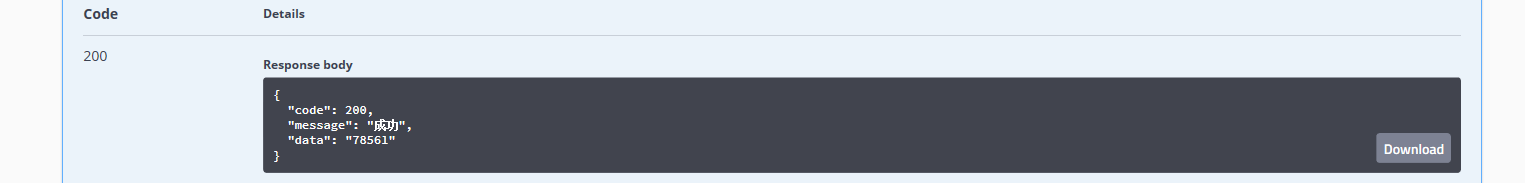 Code Details
200
Response body
{
"code": 200,
"message": "成功",
"data": "78561"
}
Download